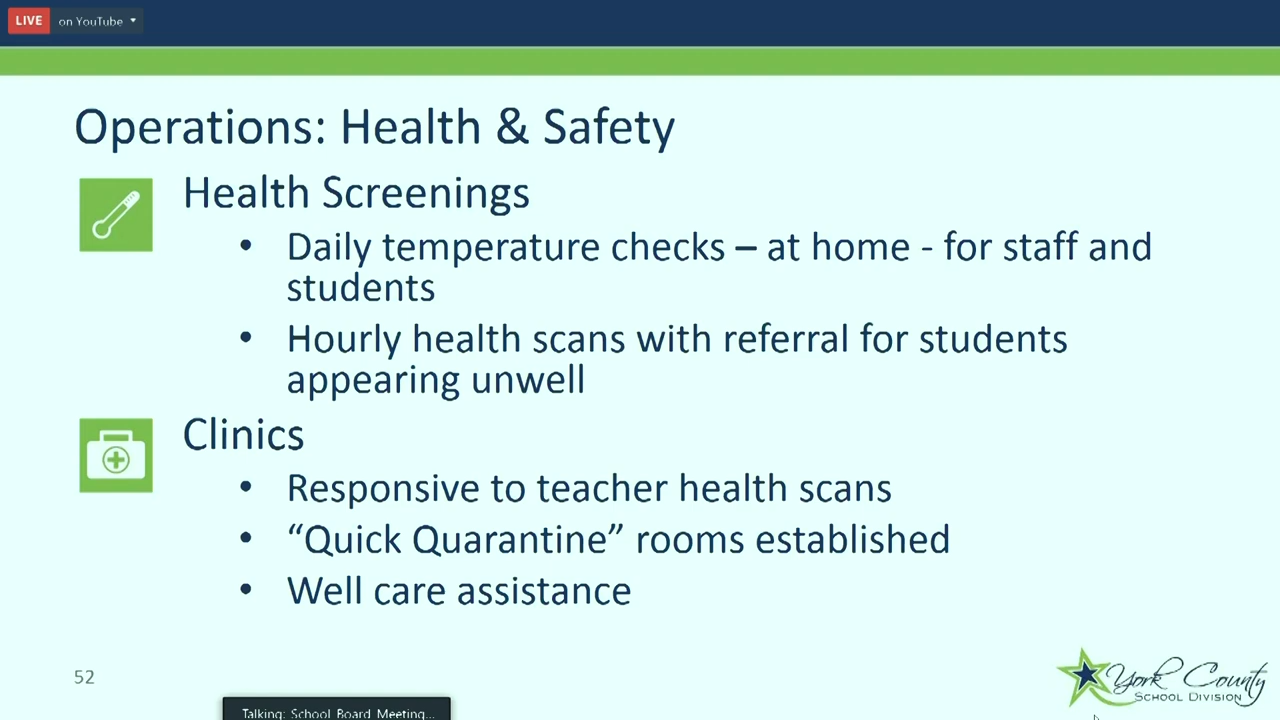 LIVE on YouTube
Operations: Health & Safety
Health Screenings
• Daily temperature checks – at home - for staff and
students
• Hourly health scans with referral for students
appearing unwell
Clinics
• Responsive to teacher health scans
• “Quick Quarantine” rooms established
• Well care assistance
52
York County
SCHOOL DIVISION
Talking: School Board Meeting...